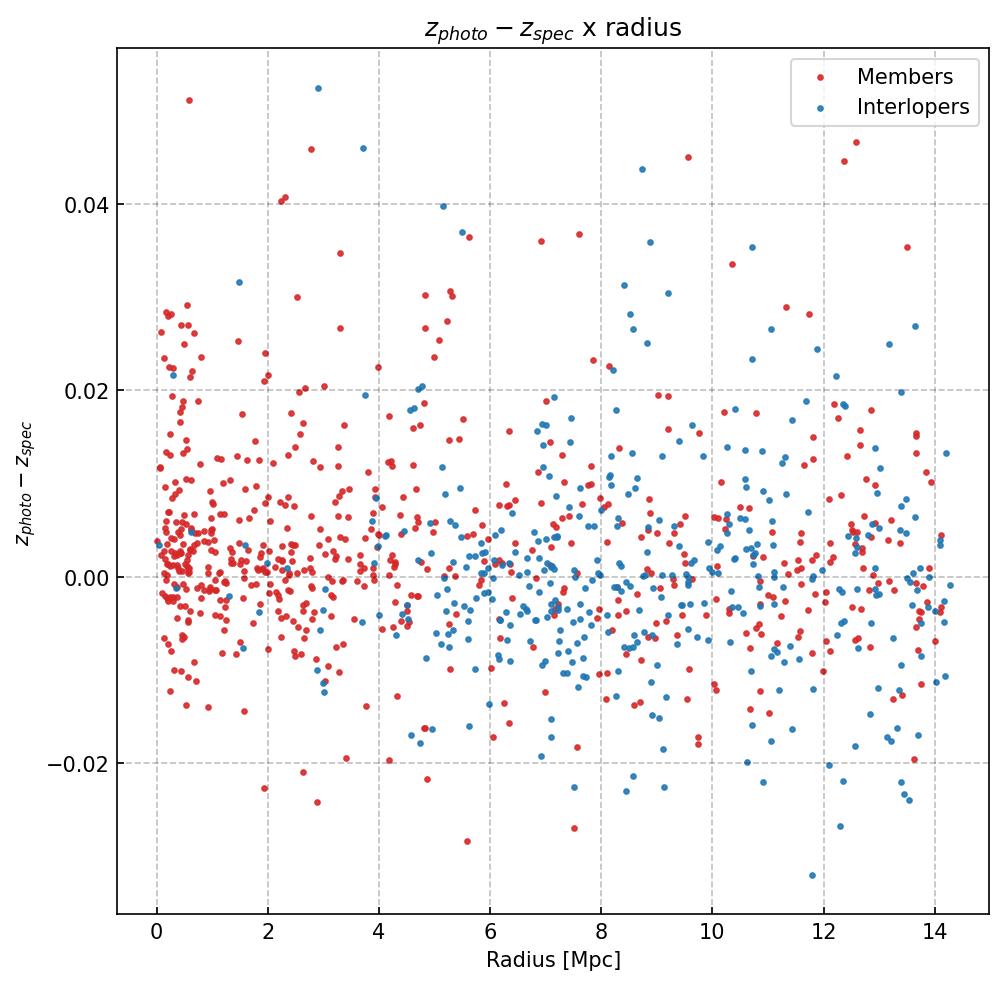 z_photo − z_spec x radius
Members
Interlopers
z_photo − z_spec
0.04
0.02
0.00
−0.02
0 2 4 6 8 10 12 14
Radius [Mpc]